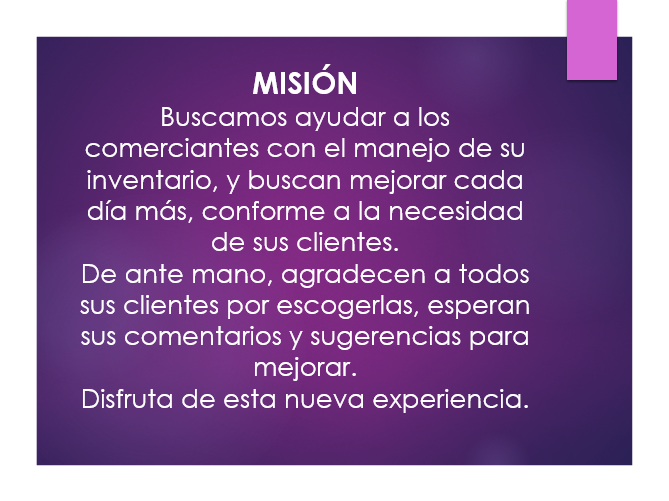 MISIÓN
Buscamos ayudar a los
comerciantes con el manejo de su
inventario, y buscan mejorar cada
día más, conforme a la necesidad
de sus clientes.
De ante mano, agradecen a todos
sus clientes por escogerlas, esperan
sus comentarios y sugerencias para
mejorar.
Disfruta de esta nueva experiencia.